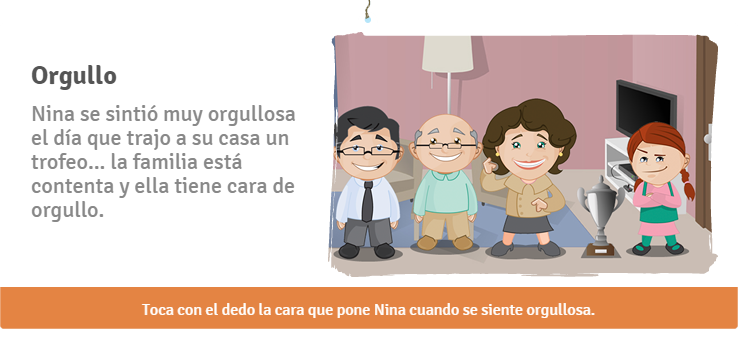 Orgullo
Nina se sintió muy orgullosa
el día que trajo a su casa un
trofeo... la familia está
contenta y ella tiene cara de
orgullo.
Toca con el dedo la cara que pone Nina cuando se siente orgullosa.